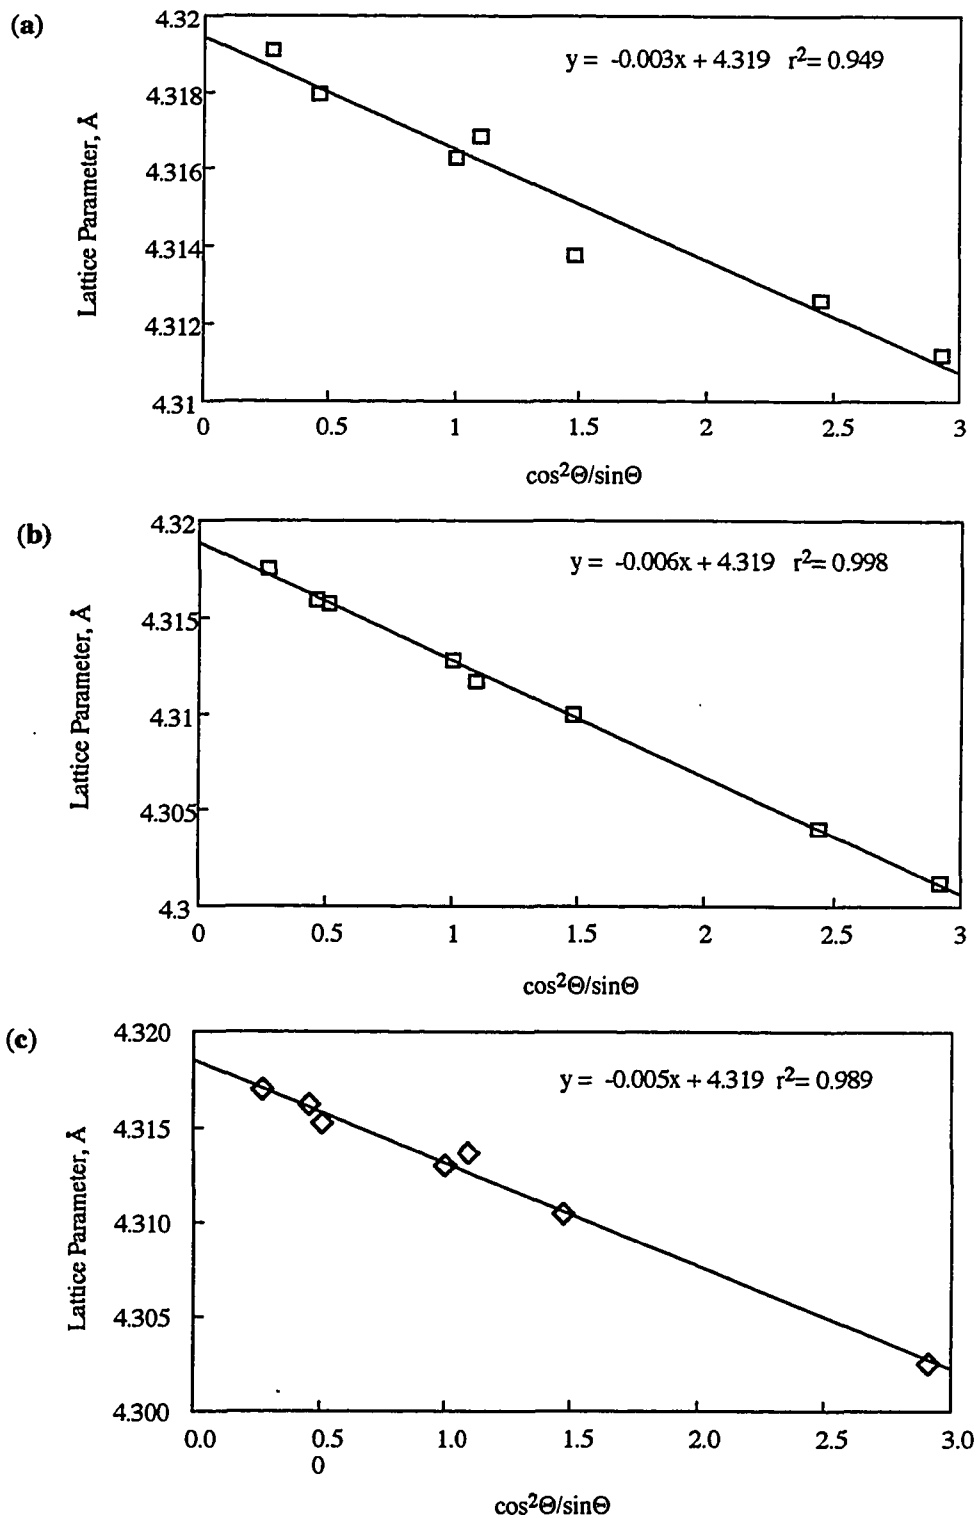 (a)
y = -0.003x + 4.319 r²= 0.949
Lattice Parameter, Å
4.32
4.318
4.316
4.314
4.312
4.31
0 0.5 1 1.5 2 2.5 3
cos²Θ/sinΘ
(b)
y = -0.006x + 4.319 r²= 0.998
Lattice Parameter, Å
4.32
4.315
4.31
4.305
4.3
0 0.5 1 1.5 2 2.5 3
cos²Θ/sinΘ
(c)
y = -0.005x + 4.319 r²= 0.989
Lattice Parameter, Å
4.320
4.315
4.310
4.305
4.300
0.0 0.5 1.0 1.5 2.0 2.5 3.0
0
cos²Θ/sinΘ